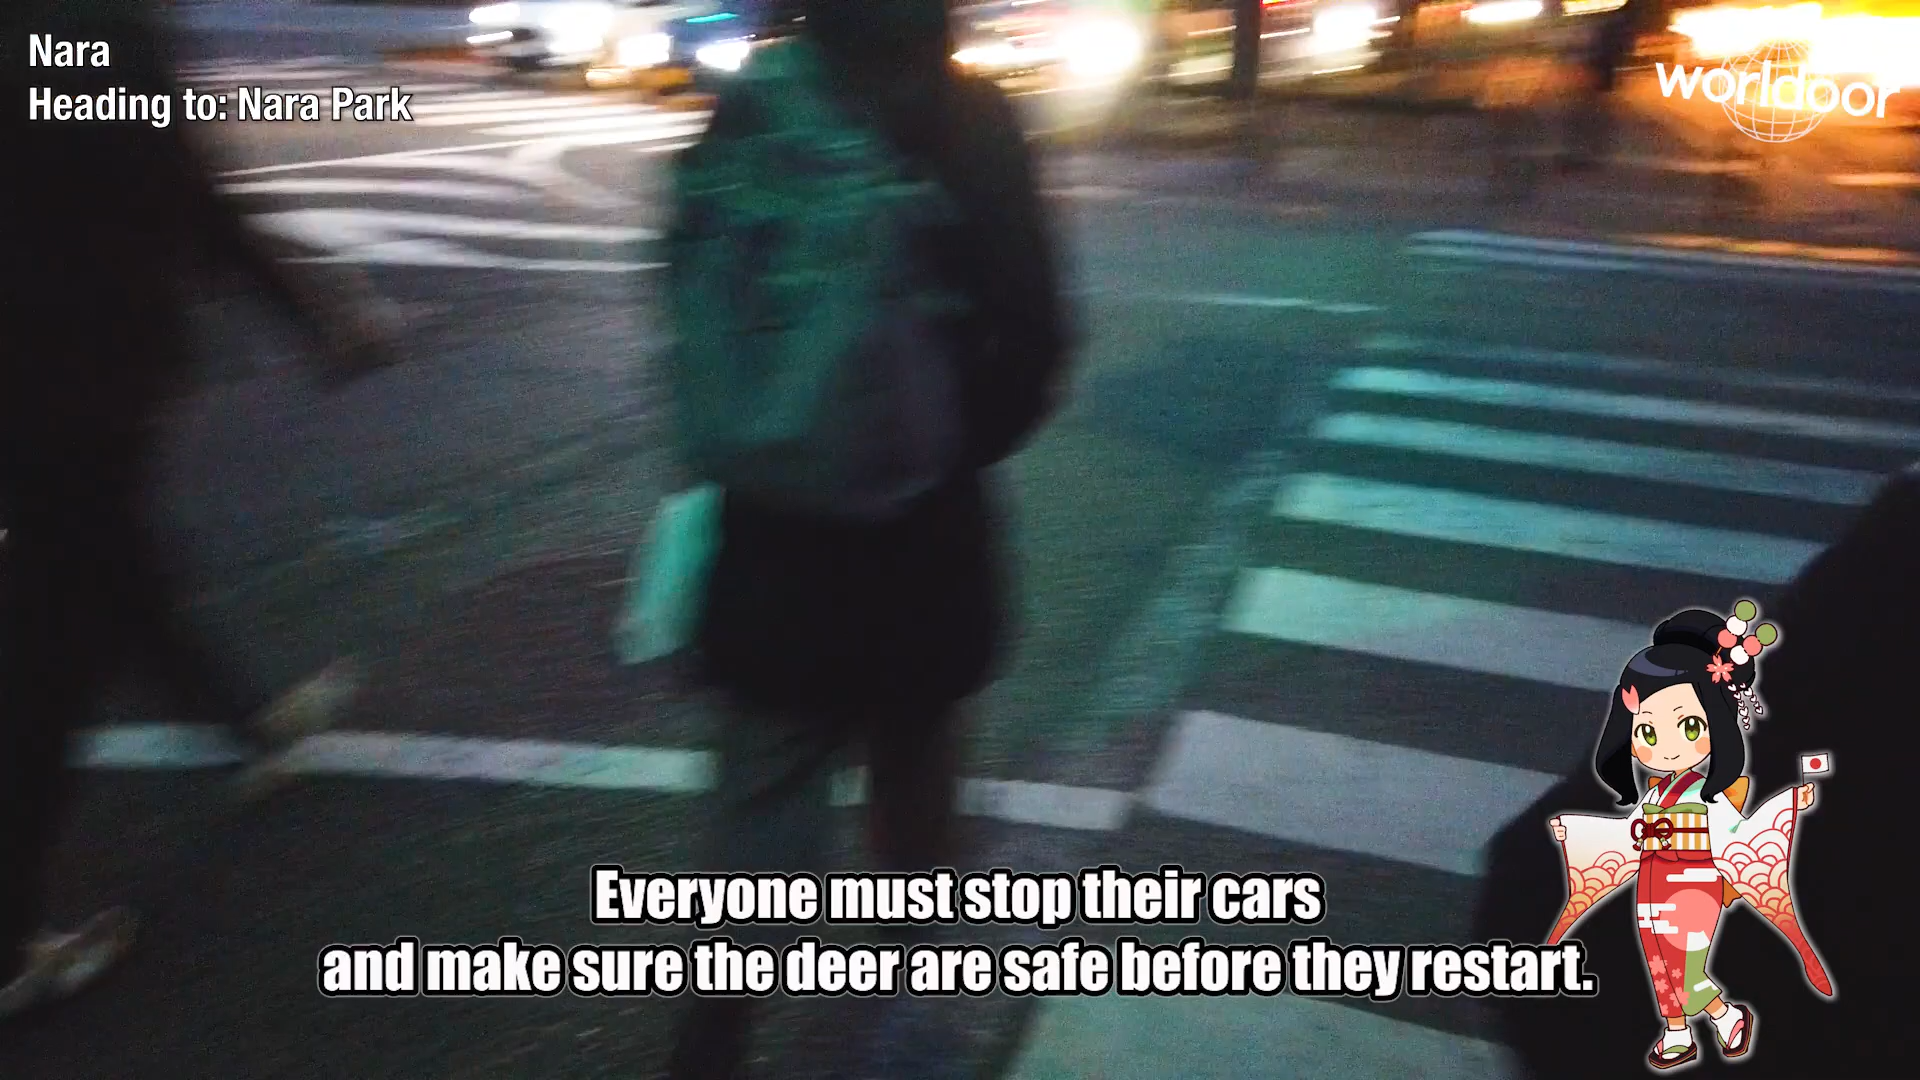 Nara
Heading to: Nara Park
worldoor
Everyone must stop their cars
and make sure the deer are safe before they restart.